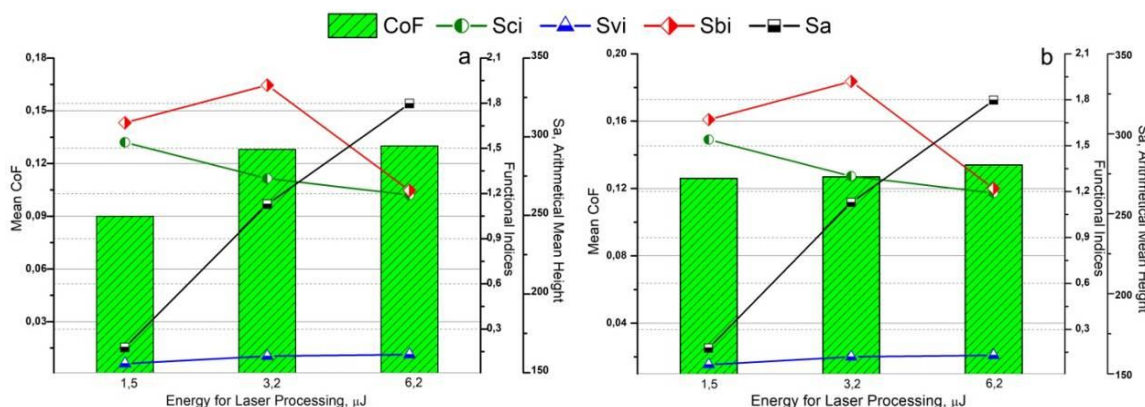 CoF Sci Svi Sbi Sa
a
0,18
0,15
0,12
0,09
0,06
0,03
Mean CoF
2,1
1,8
1,5
1,2
0,9
0,6
0,3
Functional Indices
350
300
250
200
150
Sa, Arithmetical Mean Height
1,5 3,2 6,2
Energy for Laser Processing, μJ
b
0,20
0,16
0,12
0,08
0,04
Mean CoF
2,1
1,8
1,5
1,2
0,9
0,6
0,3
Functional Indices
350
300
250
200
150
Sa, Aritmetical Mean Height
1,5 3,2 6,2
Energy for Laser Processing, μJ